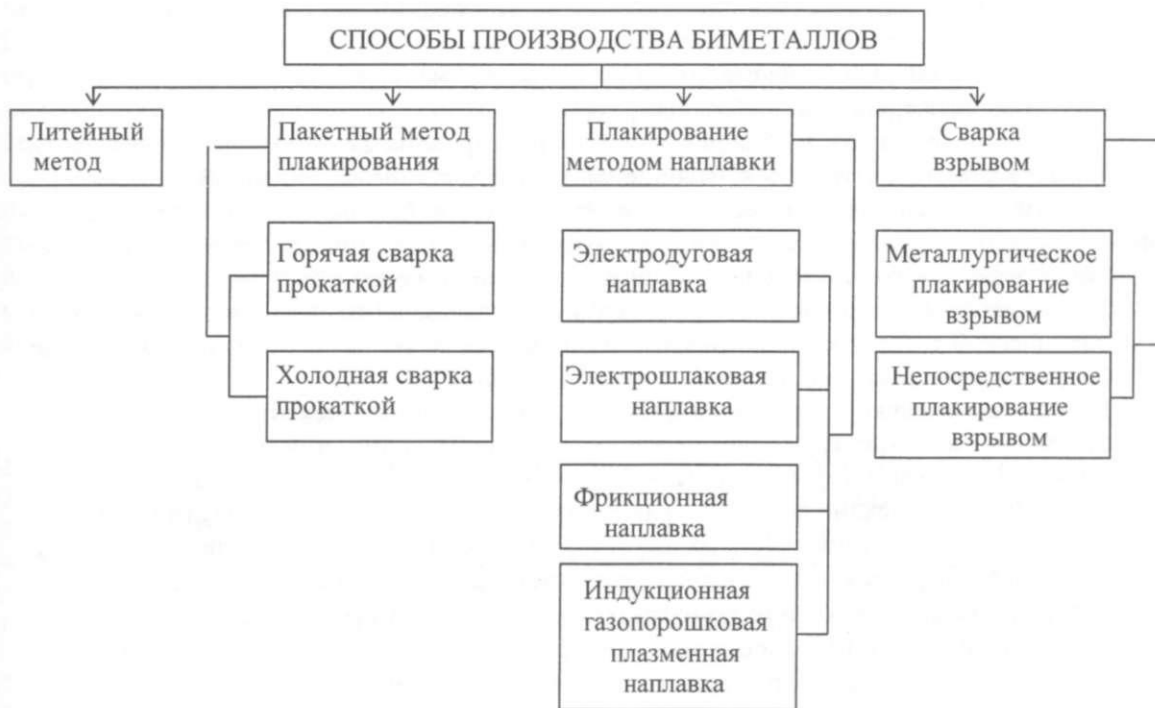 СПОСОБЫ ПРОИЗВОДСТВА БИМЕТАЛЛОВ
Литейный
метод
Пакетный метод
плакирования
Горячая сварка
прокаткой
Холодная сварка
прокаткой
Плакирование
методом наплавки
Электродуговая
наплавка
Электрошлаковая
наплавка
Фрикционная
наплавка
Индукционная
газопорошковая
плазменная
наплавка
Сварка
взрывом
Металлургическое
плакирование
взрывом
Непосредственное
плакирование
взрывом